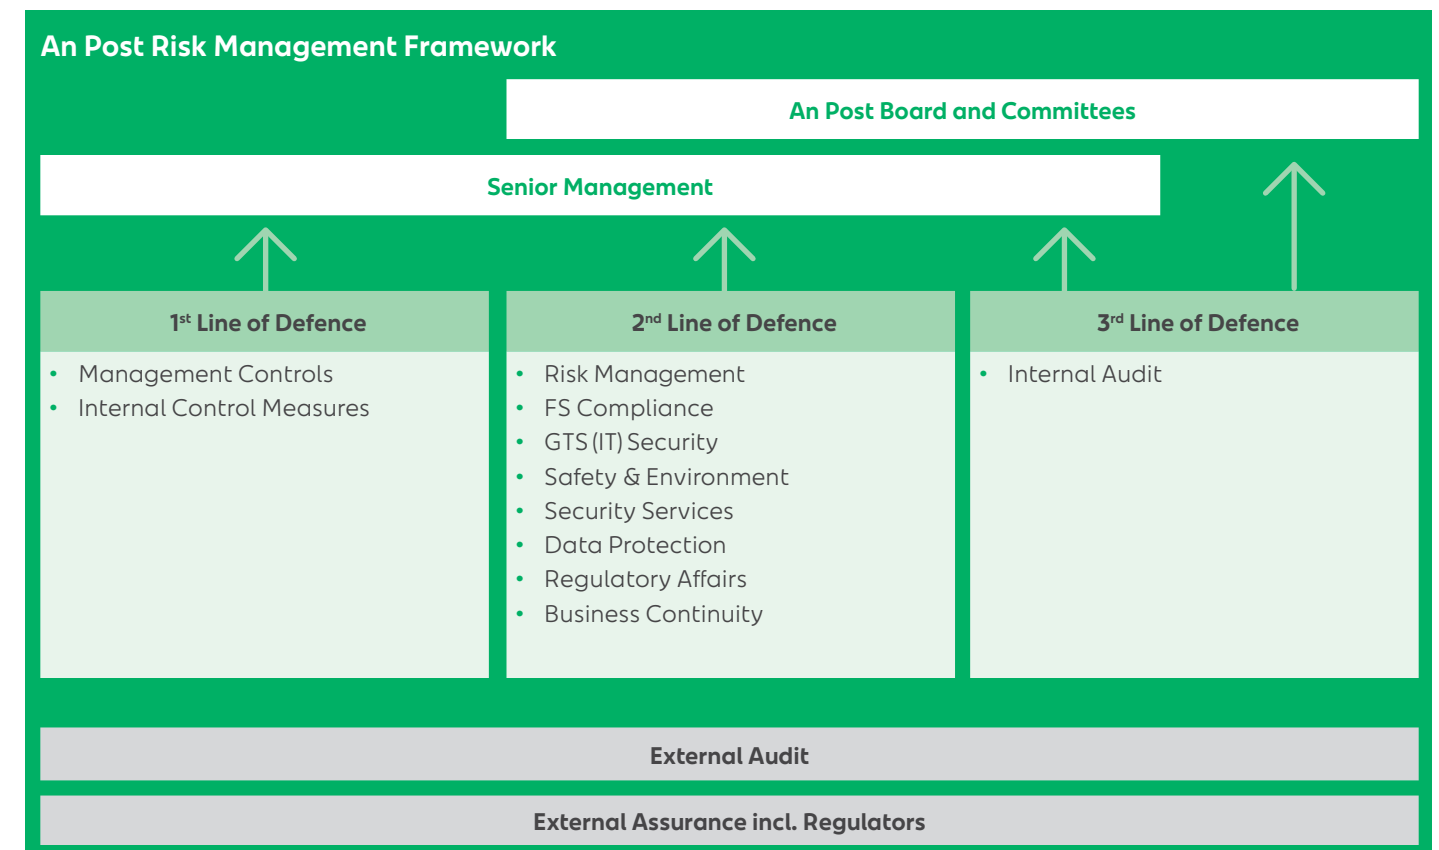 An Post Risk Management Framework
An Post Board and Committees
Senior Management
1st Line of Defence
• Management Controls
• Internal Control Measures
2nd Line of Defence
• Risk Management
• FS Compliance
• GTS (IT) Security
• Safety & Environment
• Security Services
• Data Protection
• Regulatory Affairs
• Business Continuity
3rd Line of Defence
• Internal Audit
External Audit
External Assurance incl. Regulators